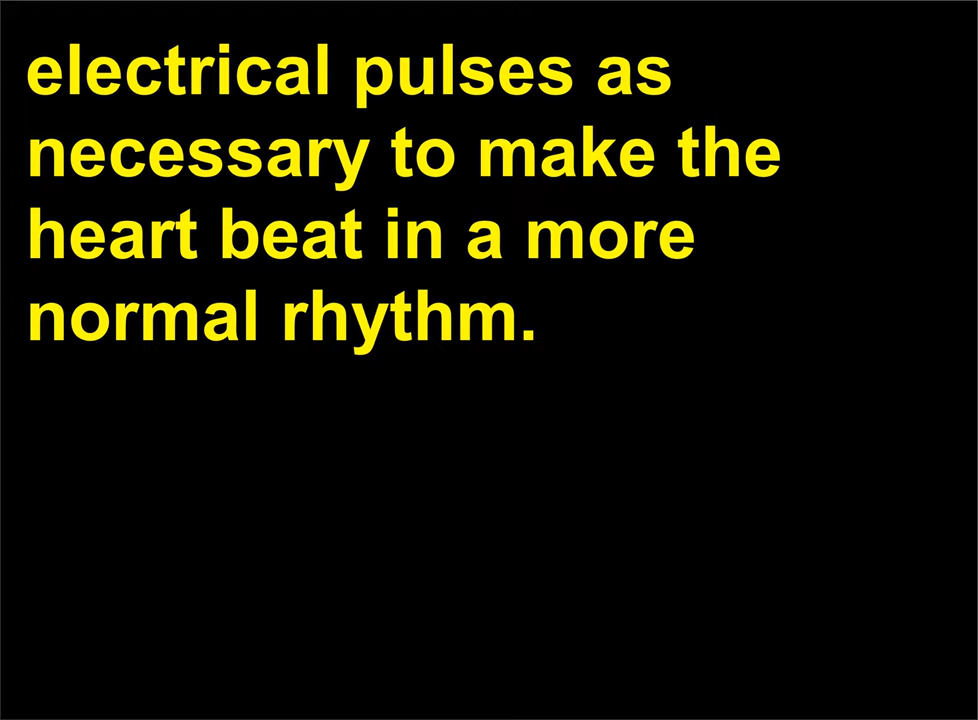 electrical pulses as
necessary to make the
heart beat in a more
normal rhythm.